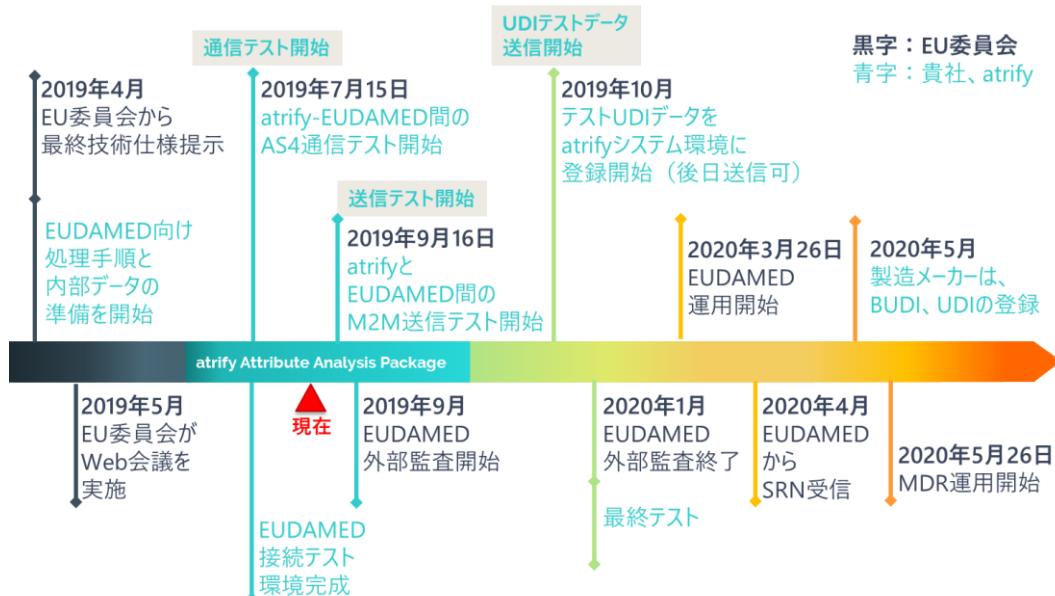 通信テスト開始
UDIテストデータ
送信開始
黒字：EU委員会
青字：貴社、atrify
2019年4月
EU委員会から
最終技術仕様提示
EUDAMED向け
処理手順と
内部データの
準備を開始
2019年7月15日
atrify-EUDAMED間の
AS4通信テスト開始
送信テスト開始
2019年9月16日
atrifyと
EUDAMED間の
M2M送信テスト開始
2019年10月
テストUDIデータを
atrifyシステム環境に
登録開始（後日送信可）
2020年3月26日
EUDAMED
運用開始
2020年5月
製造メーカーは、
BUDI、UDIの登録
atrify Attribute Analysis Package
2019年5月
EU委員会が
Web会議を
実施
EUDAMED
接続テスト
環境完成
現在
2019年9月
EUDAMED
外部監査開始
2020年1月
EUDAMED
外部監査終了
最終テスト
2020年4月
EUDAMED
から
SRN受信
2020年5月26日
MDR運用開始